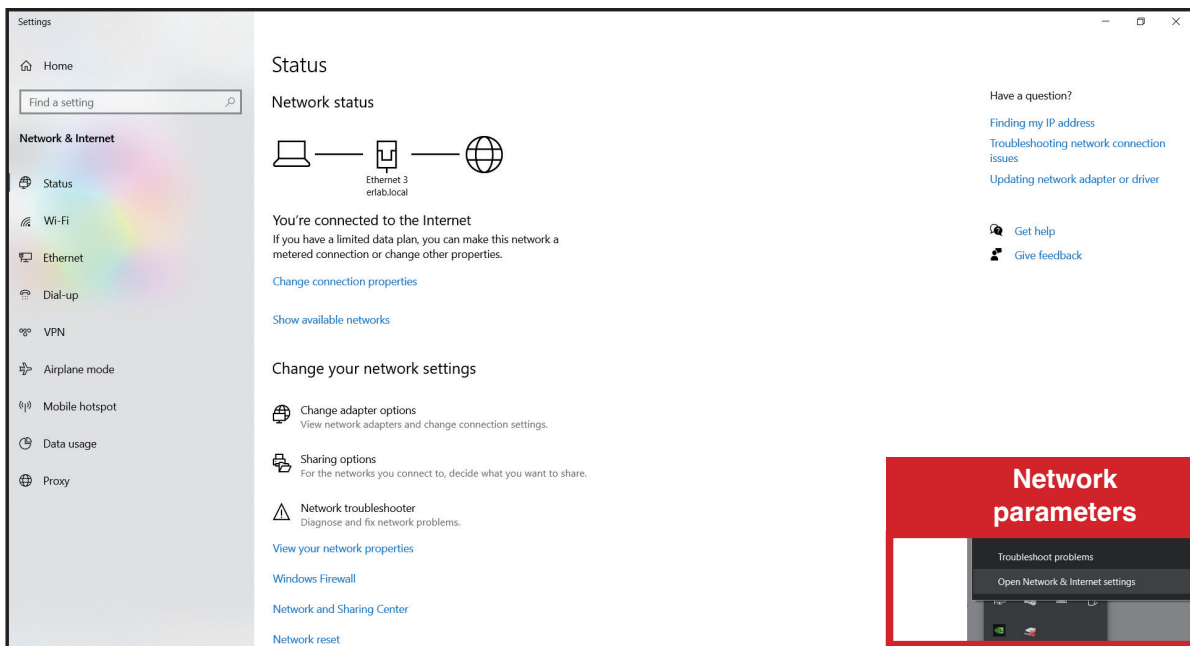 Settings
Home
Find a setting
Network & Internet
Status
Wi-Fi
Ethernet
Dial-up
VPN
Airplane mode
Mobile hotspot
Data usage
Proxy
Status
Network status
Ethernet 3
erlab.local
You're connected to the Internet
If you have a limited data plan, you can make this network a
metered connection or change other properties.
Change connection properties
Show available networks
Change your network settings
Change adapter options
View network adapters and change connection settings.
Sharing options
For the networks you connect to, decide what you want to share.
Network troubleshooter
Diagnose and fix network problems.
View your network properties
Windows Firewall
Network and Sharing Center
Network reset
Have a question?
Finding my IP address
Troubleshooting network connection
issues
Updating network adapter or driver
Get help
Give feedback
Network
parameters
Troubleshoot problems
Open Network & Internet settings